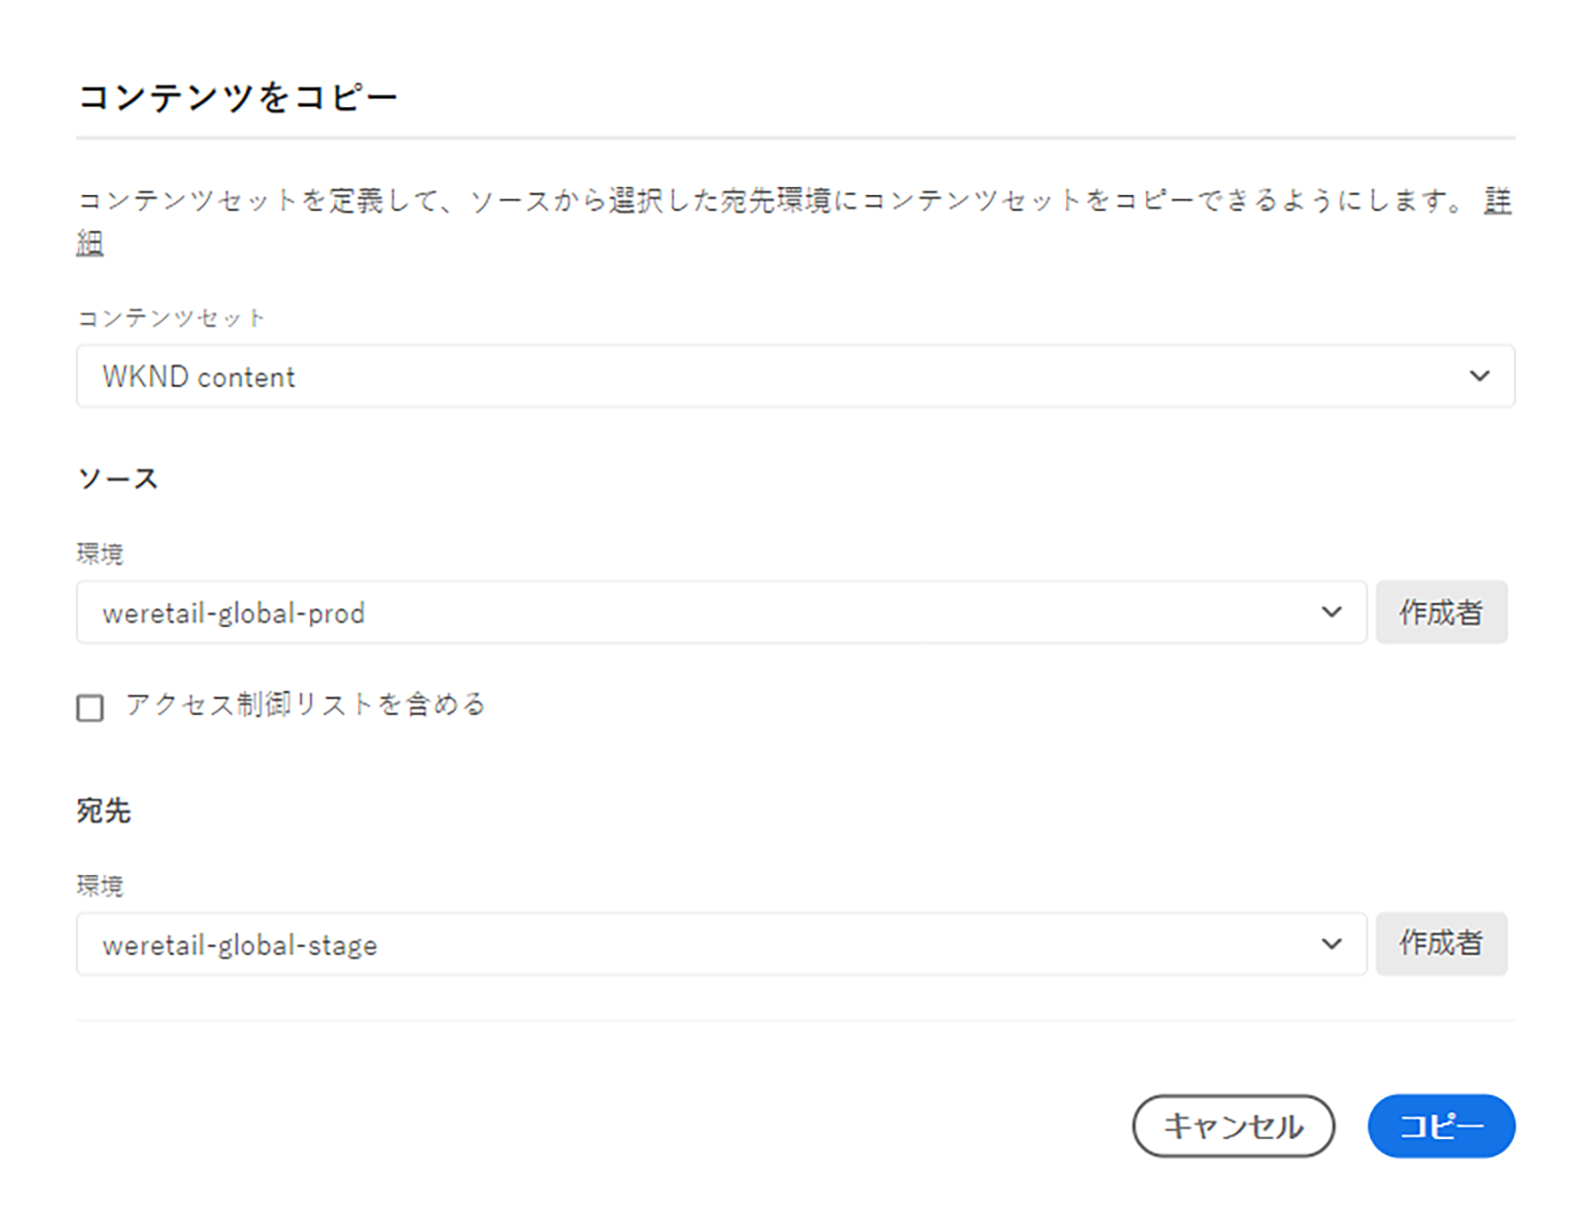 コンテンツをコピー
コンテンツセットを定義して、ソースから選択した宛先環境にコンテンツセットをコピーできるようにします。 詳
細
コンテンツセット
WKND content
ソース
環境
weretail-global-prod
作成者
アクセス制御リストを含める
宛先
環境
weretail-global-stage
作成者
キャンセル
コピー